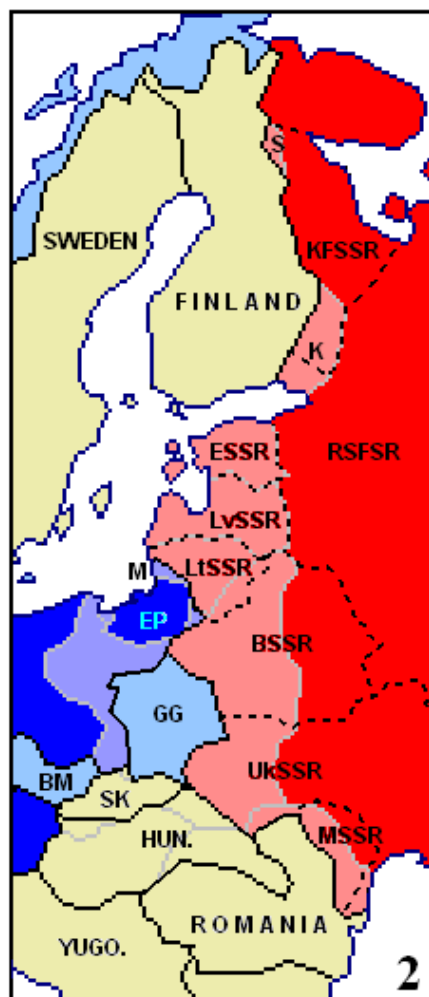 S
SWEDEN
KFSSR
FINLAND
K
ESSR
RSFSR
LvSSR
M
LtSSR
EP
BSSR
GG
UkSSR
BM
SK
MSSR
HUN.
ROMANIA
YUGO.
2